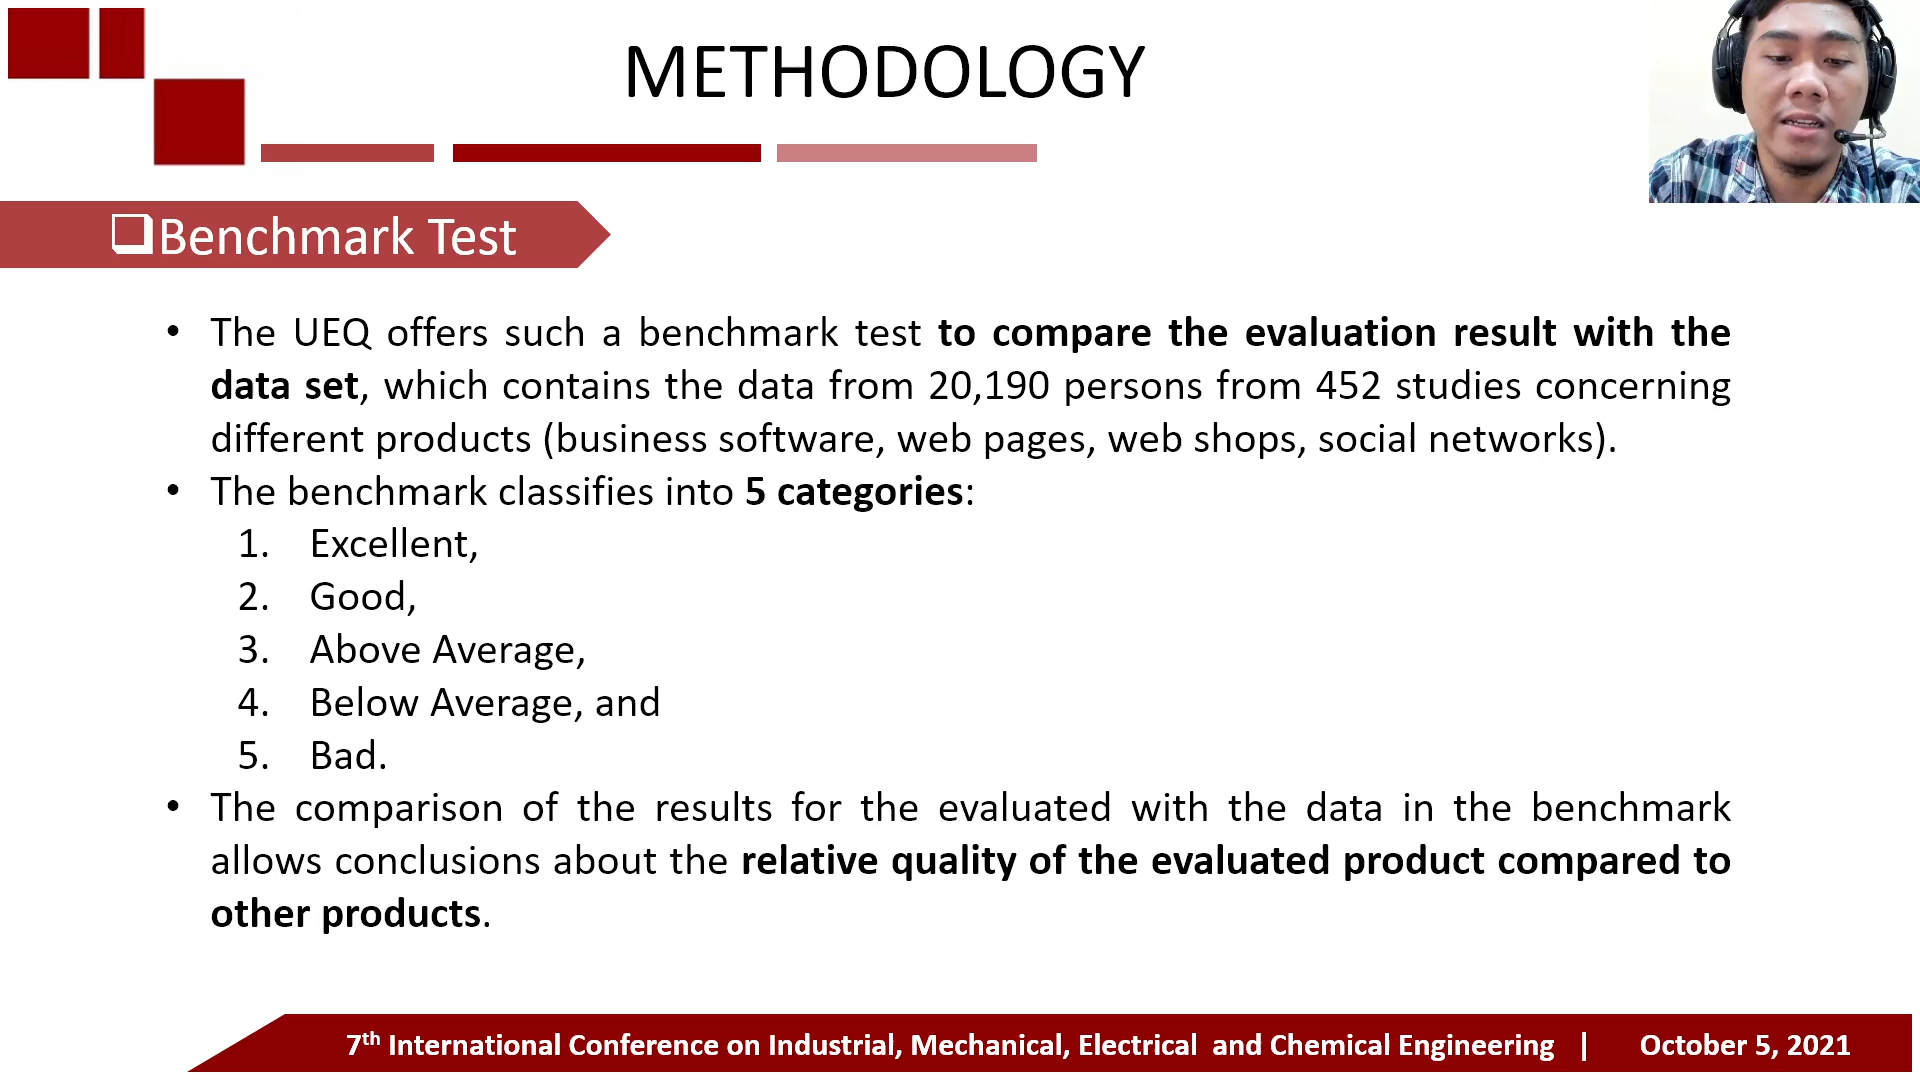 METHODOLOGY
❑Benchmark Test
• The UEQ offers such a benchmark test to compare the evaluation result with the
data set, which contains the data from 20,190 persons from 452 studies concerning
different products (business software, web pages, web shops, social networks).
• The benchmark classifies into 5 categories:
1. Excellent,
2. Good,
3. Above Average,
4. Below Average, and
5. Bad.
• The comparison of the results for the evaluated with the data in the benchmark
allows conclusions about the relative quality of the evaluated product compared to
other products.
7th International Conference on Industrial, Mechanical, Electrical and Chemical Engineering | October 5, 2021